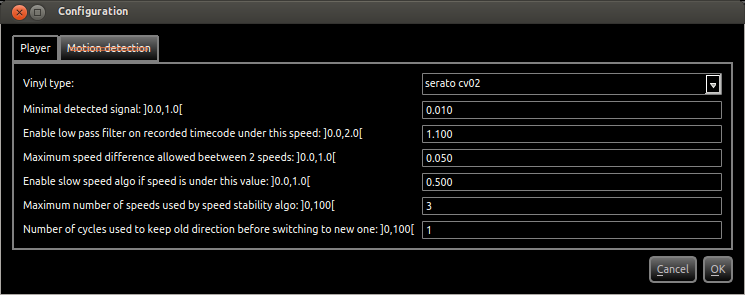 Configuration
Player
Motion detection
Vinyl type:
serato cv02
Minimal detected signal: ]0.0,1.0[
0.010
Enable low pass filter on recorded timecode under this speed: ]0.0,2.0[
1.100
Maximum speed difference allowed beetween 2 speeds: ]0.0,1.0[
0.050
Enable slow speed algo if speed is under this value: ]0.0,1.0[
0.500
Maximum number of speeds used by speed stability algo: ]0,100[
3
Number of cycles used to keep old direction before switching to new one: ]0,100[
1
Cancel
OK